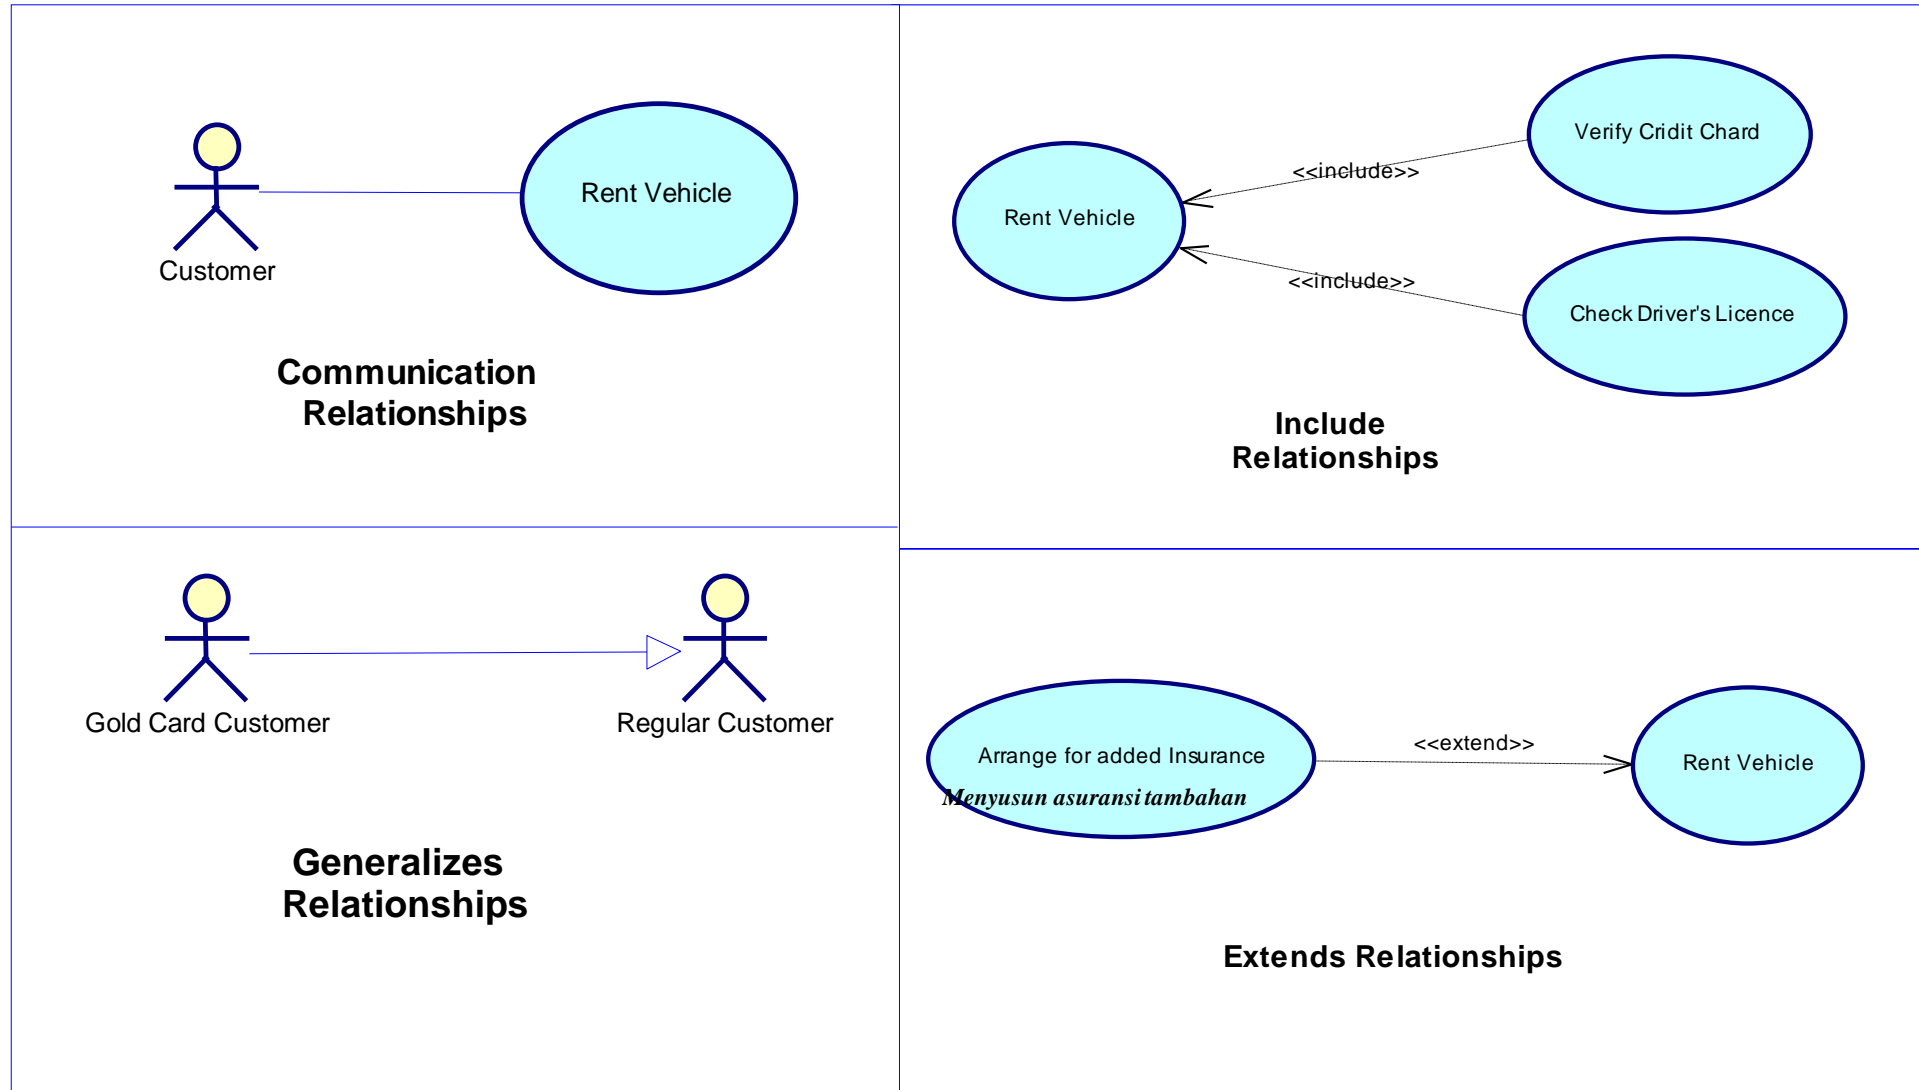 Customer
Rent Vehicle
Communication
Relationships
Rent Vehicle
<<include>>
<<include>>
Verify Cridit Chard
Check Driver's Licence
Include
Relationships
Gold Card Customer
Regular Customer
Generalizes
Relationships
Arrange for added Insurance
Menyusun asuransi tambahan
<<extend>>
Rent Vehicle
Extends Relationships